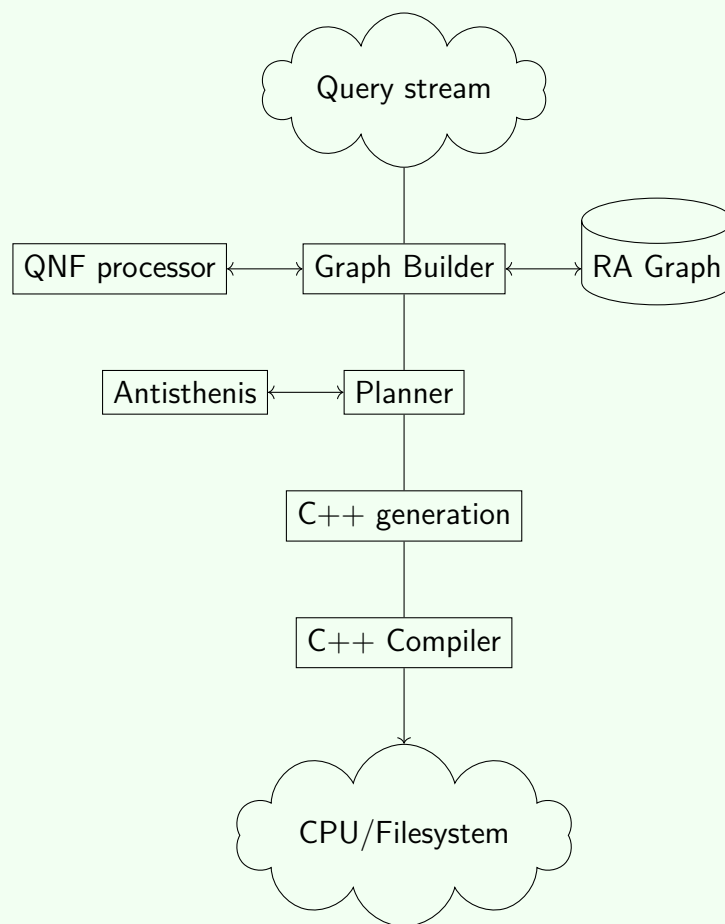 Query stream
QNF processor
Graph Builder
RA Graph
Antisthenis
Planner
C++ generation
C++ Compiler
CPU/Filesystem